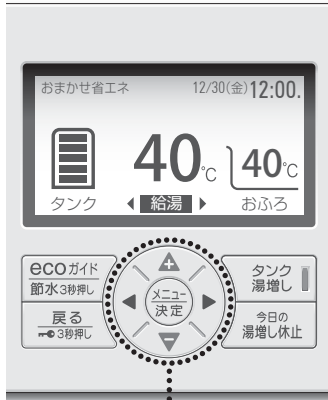 おまかせ省エネ 12/30(金)12:00.
40℃ 40℃
タンク 給湯 おふろ
ecoガイド
節水3秒押し
戻る
3秒押し
メニュー
決定
タンク
湯増し
今日の
湯増し休止